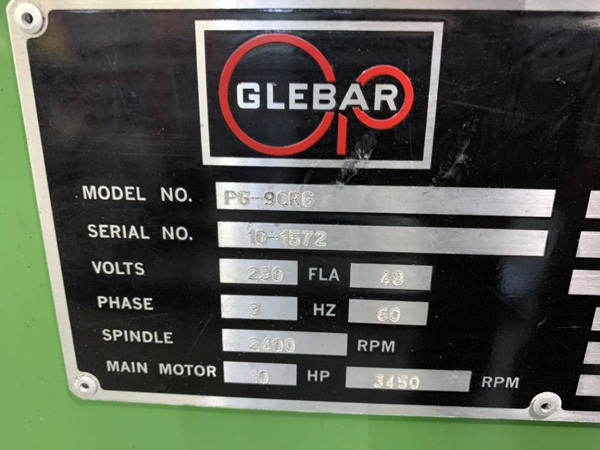 GLEBAR
MODEL NO. PG-9CRG
SERIAL NO. 10-1572
VOLTS 230 FLA 48
PHASE 3 HZ 60
SPINDLE 2400 RPM
MAIN MOTOR 10 HP 3450 RPM